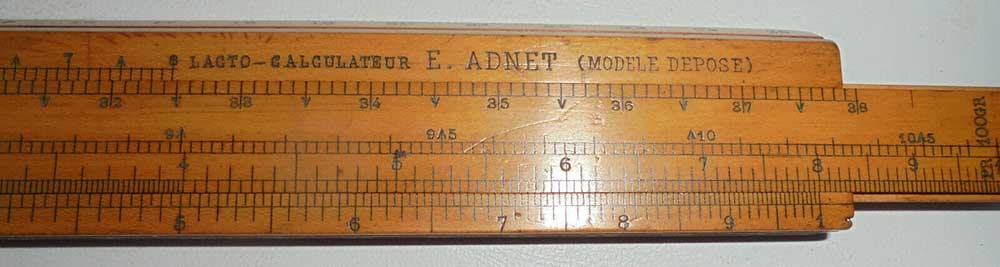 7 8 LACTO-CALCULATEUR E. ADNET (MODELE DEPOSE)
32 33 34 35 36 37 38
9 9,5 10 10,5
4 5 6 7 8 9
5 6 7 8 9 1
PR 100GR